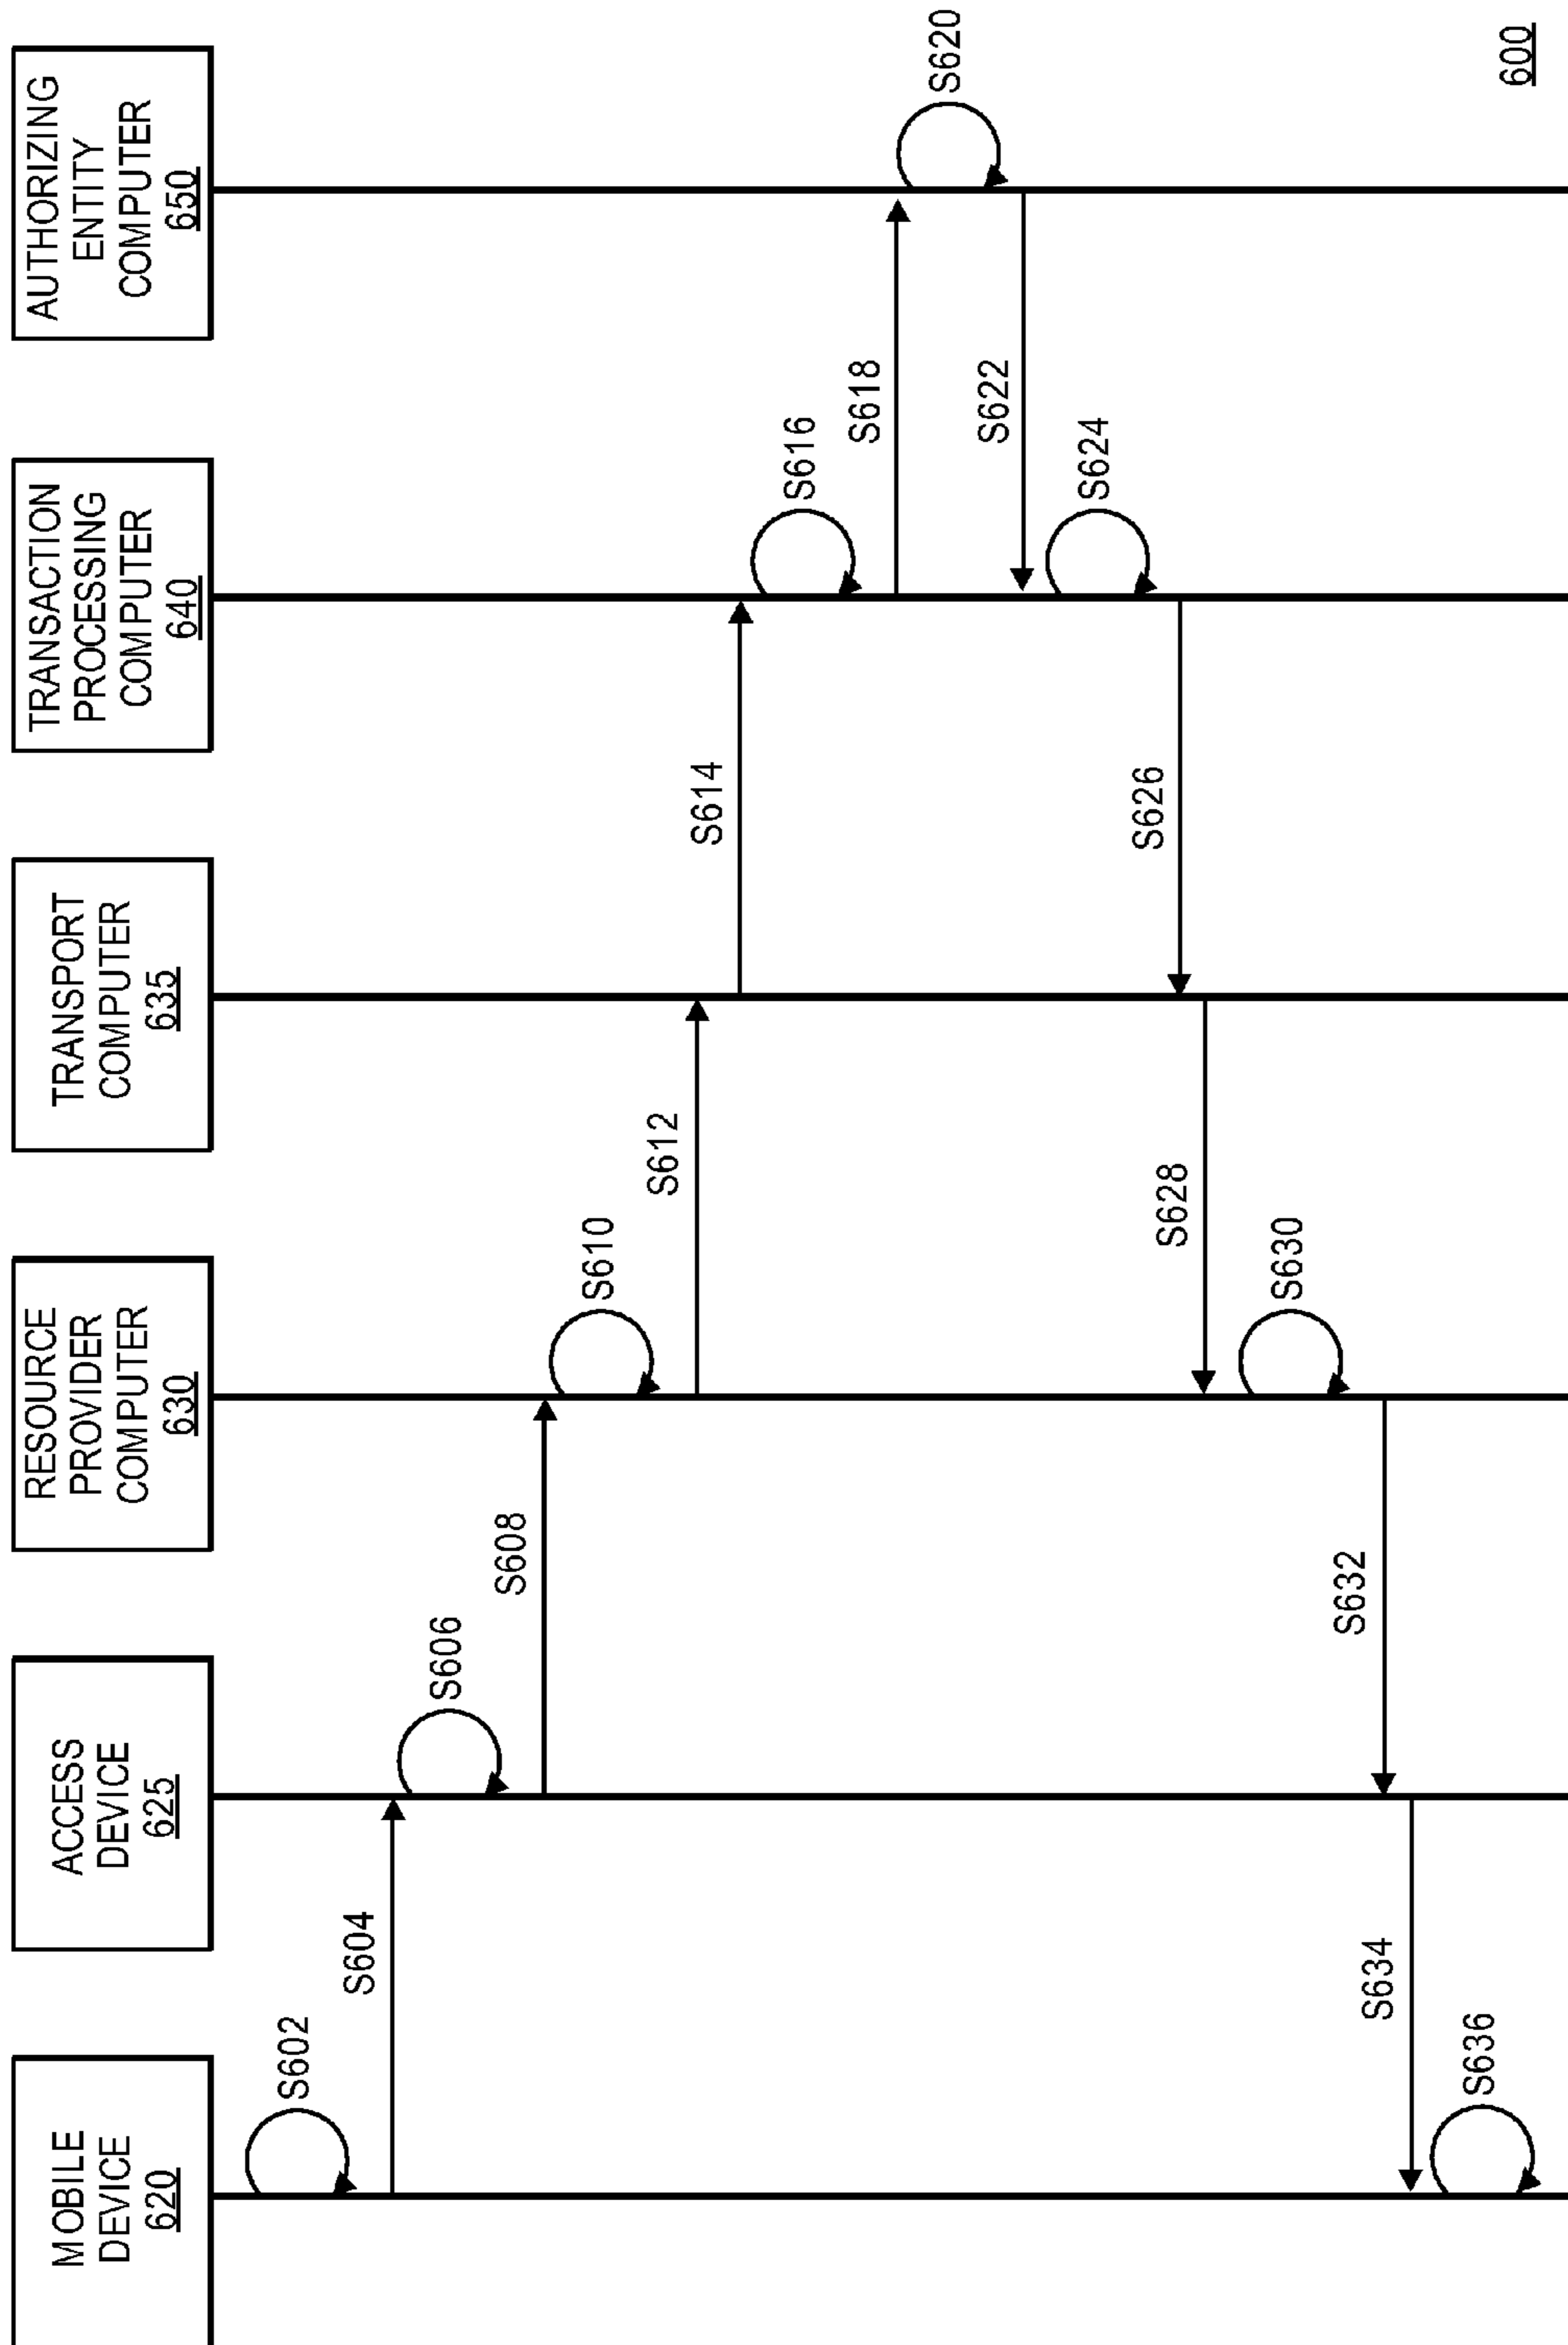 MOBILE
DEVICE
620
ACCESS
DEVICE
625
RESOURCE
PROVIDER
COMPUTER
630
TRANSPORT
COMPUTER
635
TRANSACTION
PROCESSING
COMPUTER
640
AUTHORIZING
ENTITY
COMPUTER
650
S602
S604
S606
S608
S610
S612
S614
S616
S618
S620
S622
S624
S626
S628
S630
S632
S634
S636
600